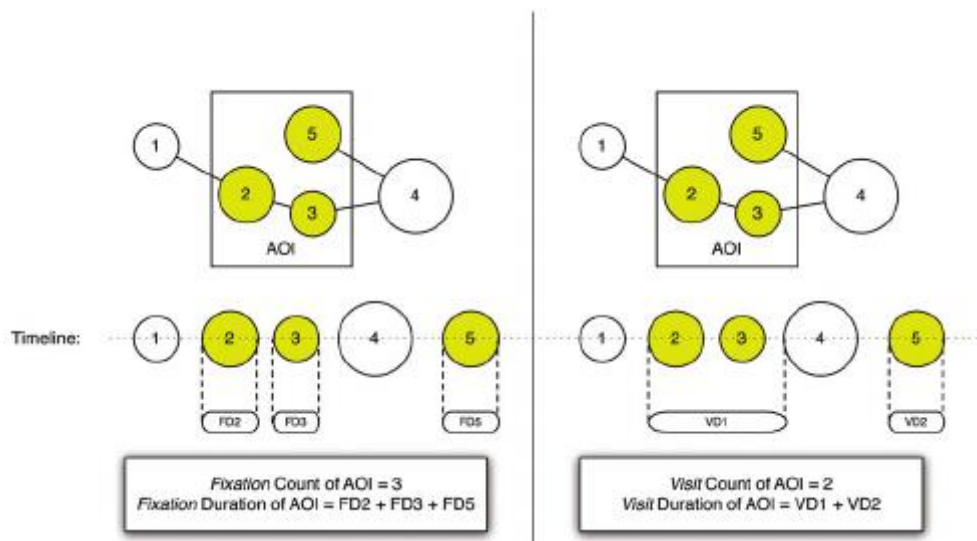 1
2
5
3
4
AOI
1
2
5
3
4
AOI
Timeline:
1
2
3
4
5
FD2
FD3
FD5
1
2
3
4
5
VD1
VD2
Fixation Count of AOI = 3
Fixation Duration of AOI = FD2 + FD3 + FD5
Visit Count of AOI = 2
Visit Duration of AOI = VD1 + VD2